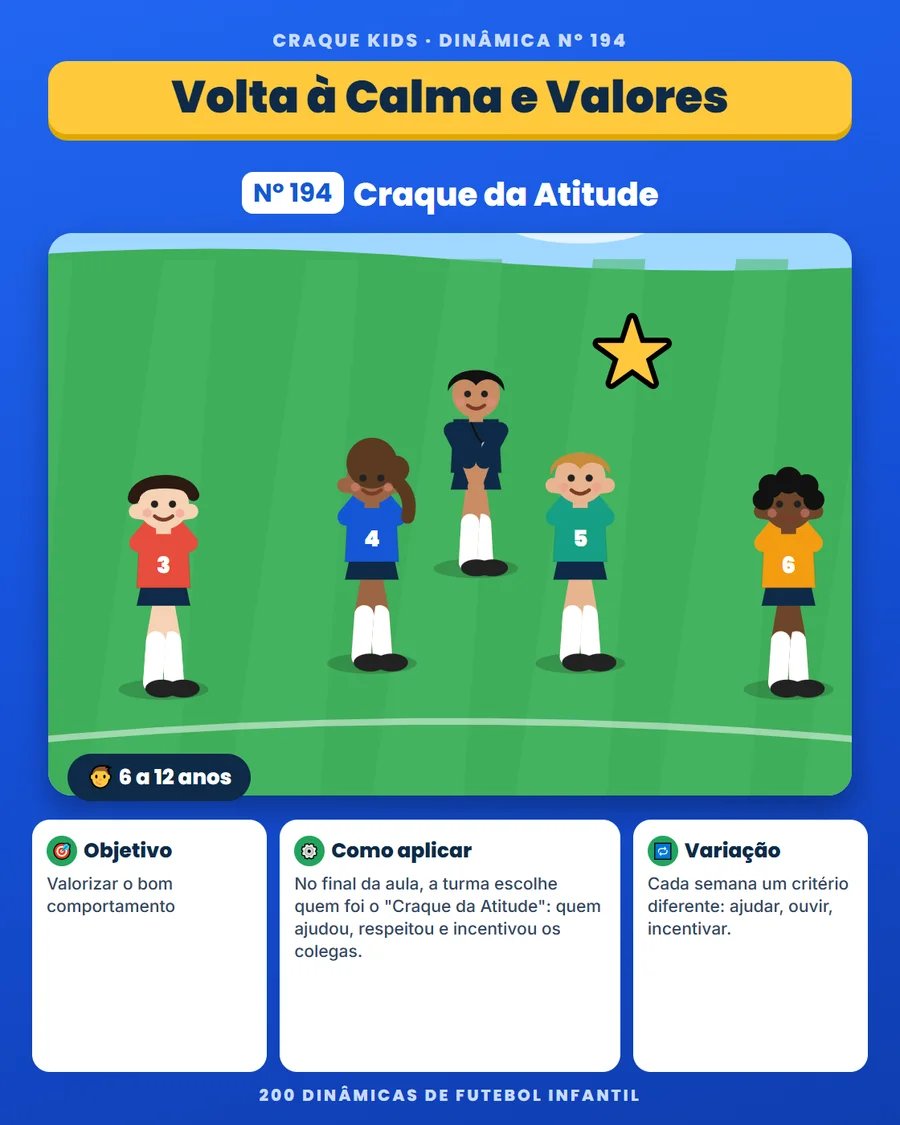 CRAQUE KIDS · DINÂMICA Nº 194
Volta à Calma e Valores
Nº 194 Craque da Atitude
3
4
5
6
6 a 12 anos
Objetivo
Valorizar o bom
comportamento
Como aplicar
No final da aula, a turma escolhe
quem foi o "Craque da Atitude": quem
ajudou, respeitou e incentivou os
colegas.
Variação
Cada semana um critério
diferente: ajudar, ouvir,
incentivar.
200 DINÂMICAS DE FUTEBOL INFANTIL